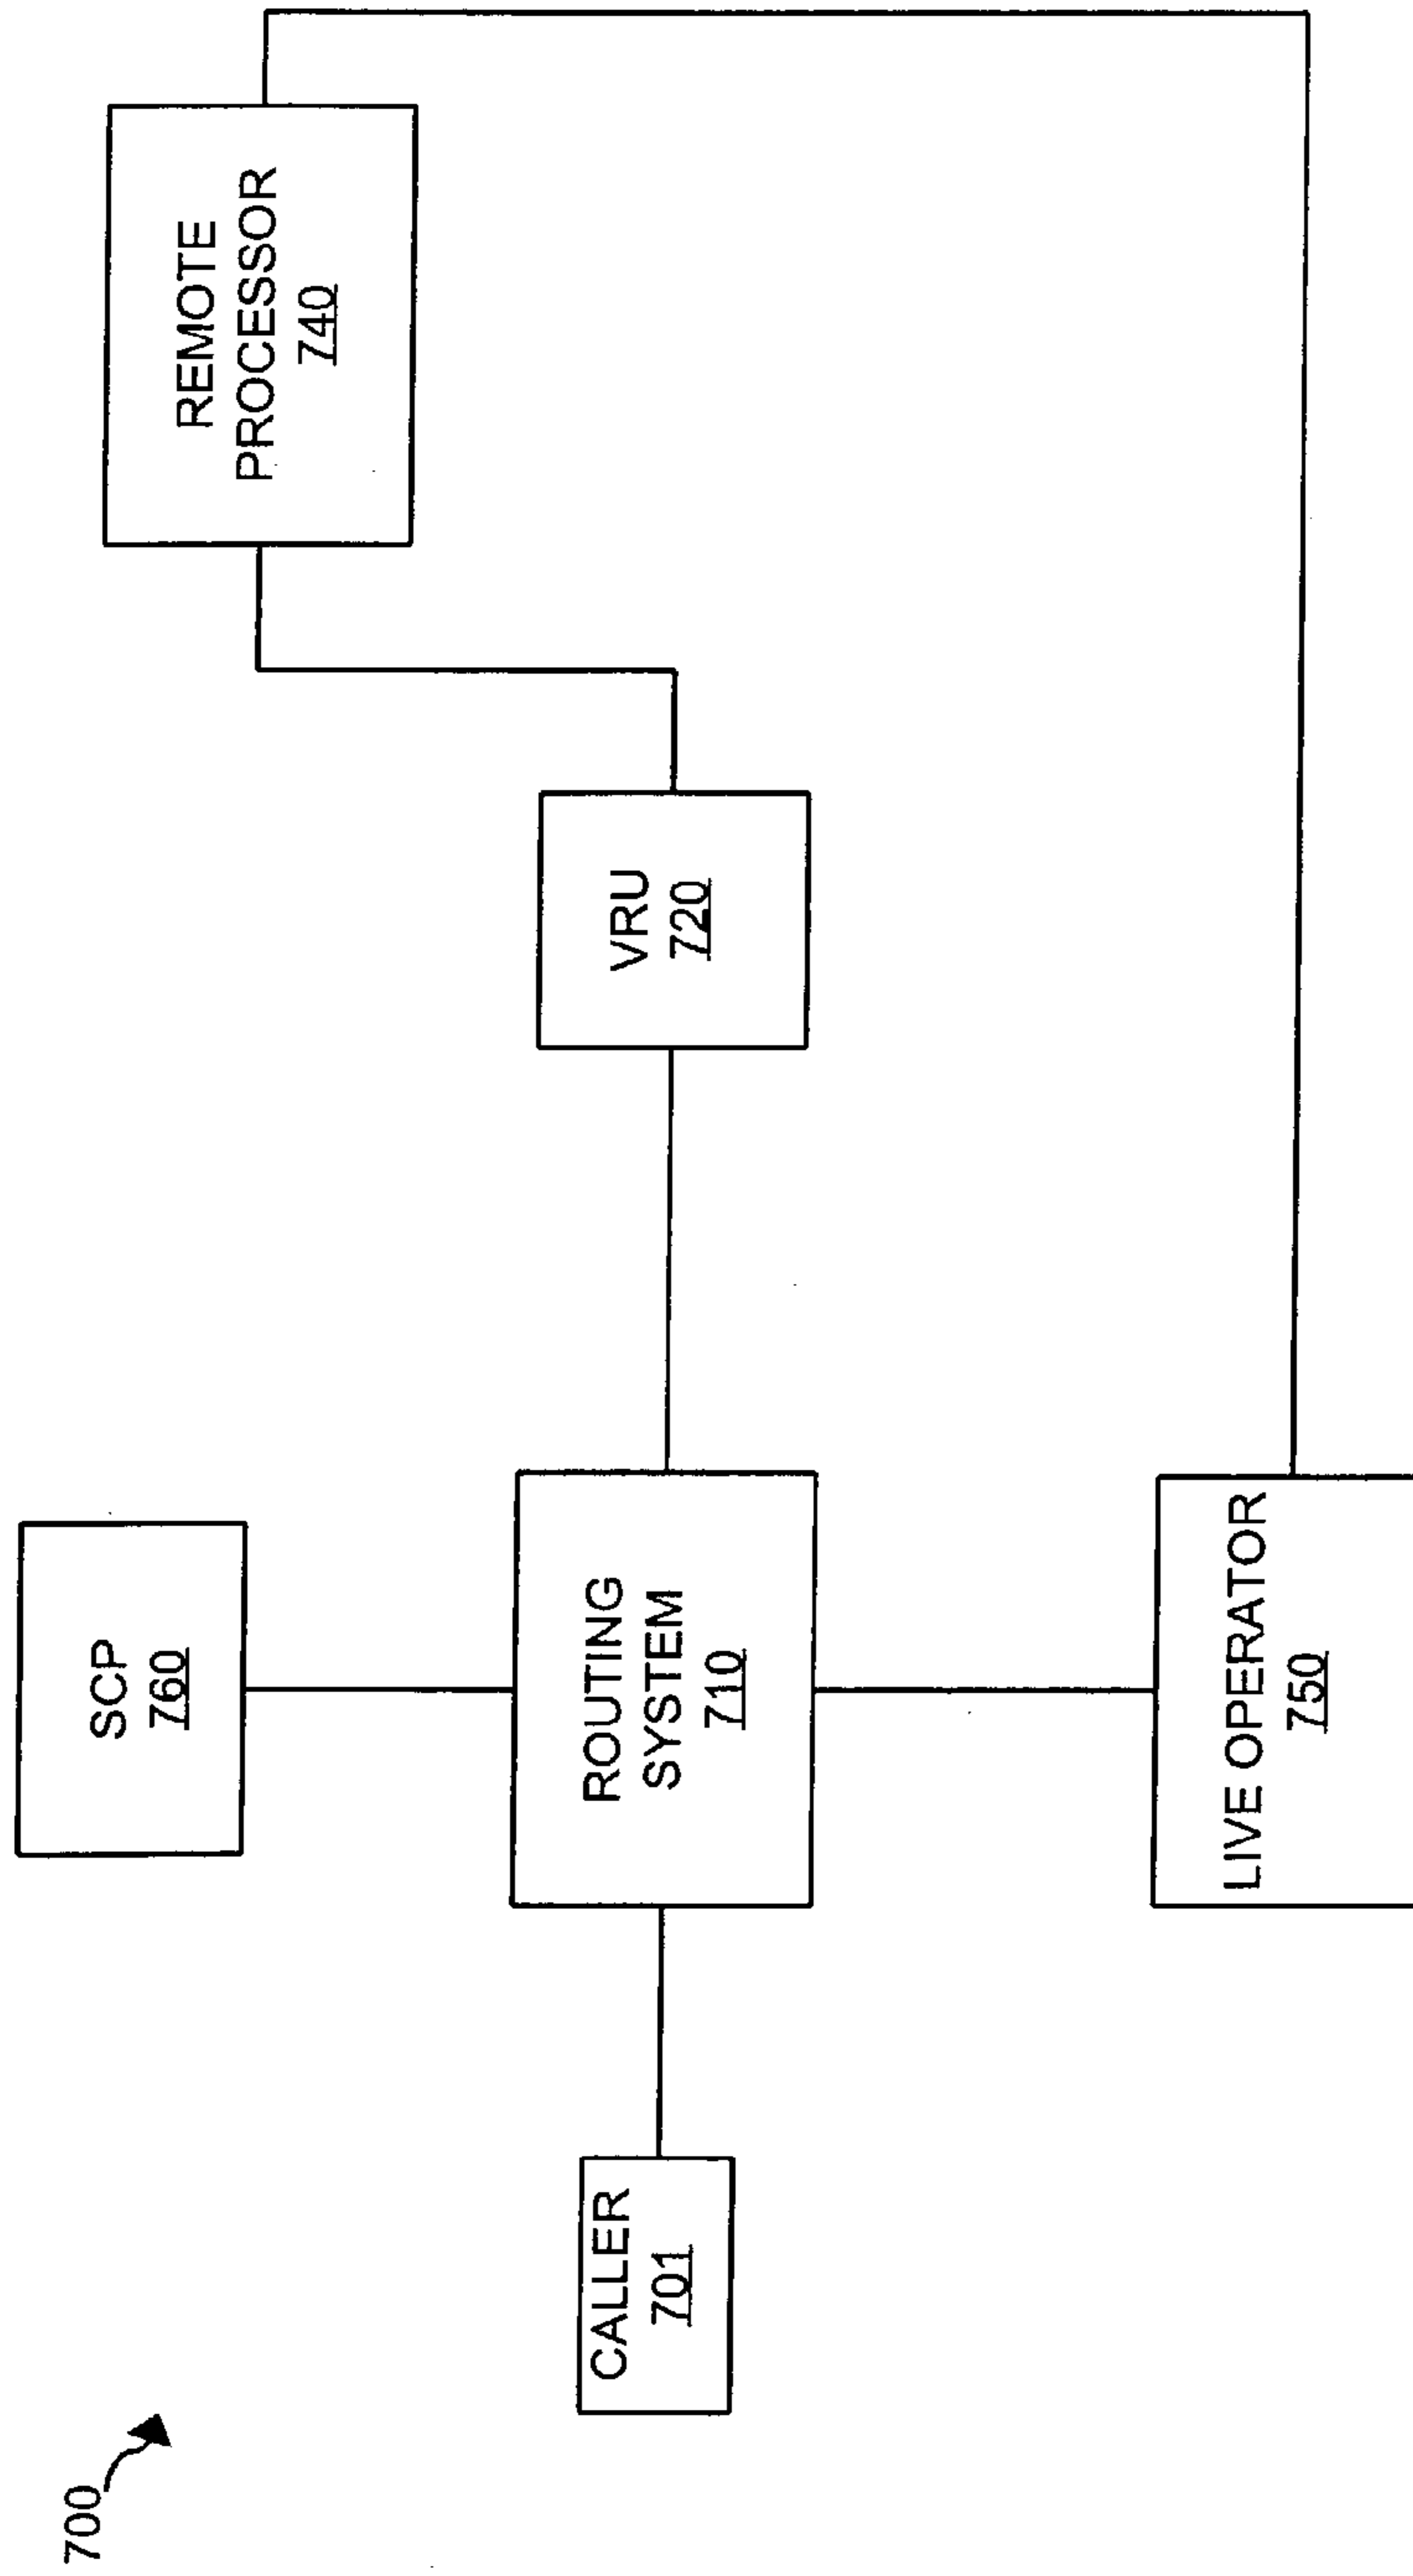 700
CALLER
701
SCP
760
ROUTING
SYSTEM
710
LIVE OPERATOR
750
VRU
720
REMOTE
PROCESSOR
740